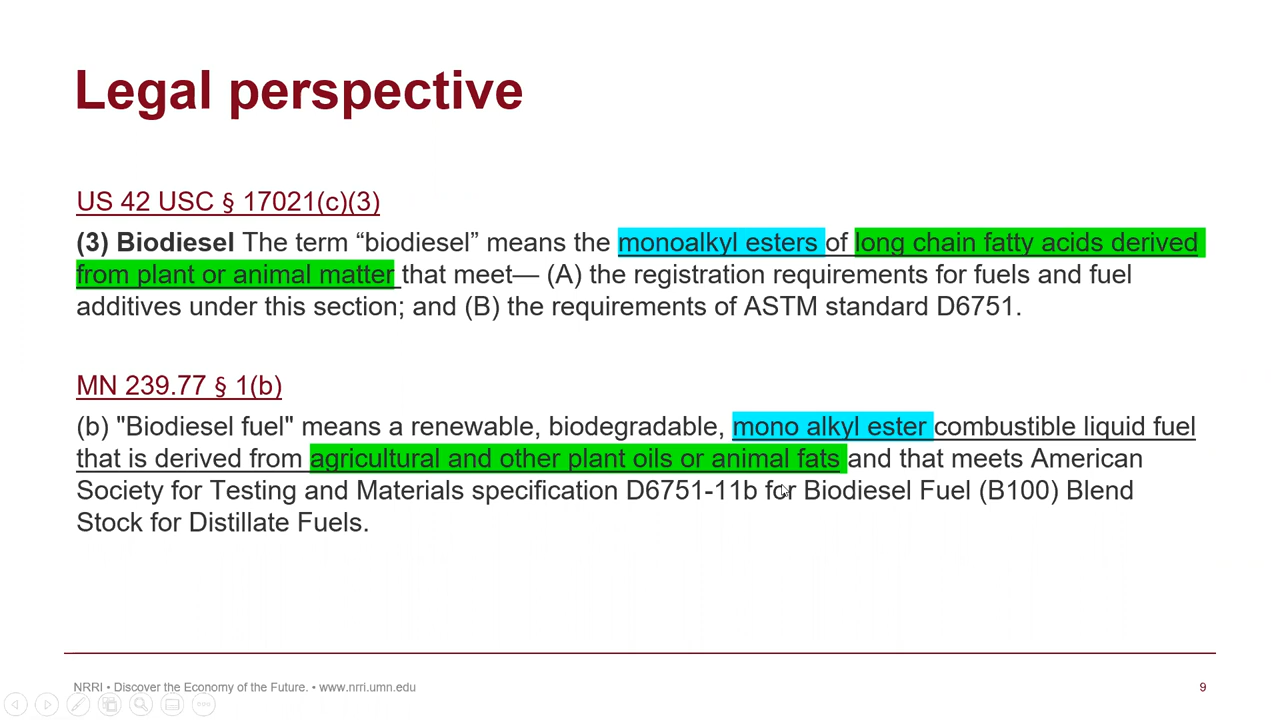 Legal perspective
US 42 USC § 17021(c)(3)
(3) Biodiesel The term “biodiesel” means the monoalkyl esters of long chain fatty acids derived
from plant or animal matter that meet— (A) the registration requirements for fuels and fuel
additives under this section; and (B) the requirements of ASTM standard D6751.
MN 239.77 § 1(b)
(b) "Biodiesel fuel" means a renewable, biodegradable, mono alkyl ester combustible liquid fuel
that is derived from agricultural and other plant oils or animal fats and that meets American
Society for Testing and Materials specification D6751-11b for Biodiesel Fuel (B100) Blend
Stock for Distillate Fuels.
NRRI • Discover the Economy of the Future. • www.nrri.umn.edu
9